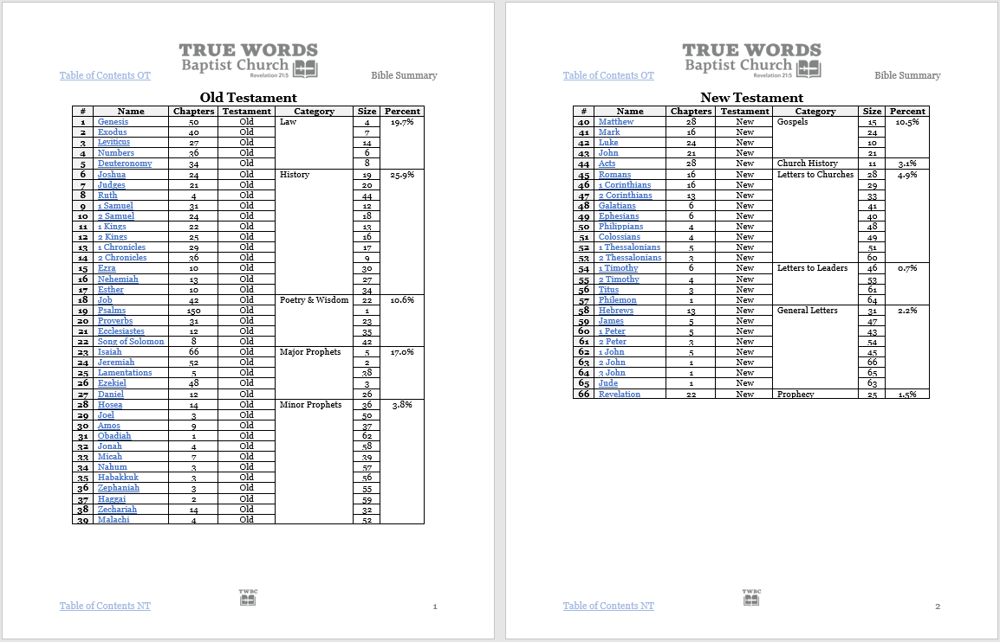 TRUE WORDS
Baptist Church
Revelation 21:5
Table of Contents OT
Bible Summary
Old Testament
# Name Chapters Testament Category Size Percent
1 Genesis 50 Old Law 4 19.7%
2 Exodus 40 Old 7
3 Leviticus 27 Old 14
4 Numbers 36 Old 6
5 Deuteronomy 34 Old 8
6 Joshua 24 Old History 19 25.9%
7 Judges 21 Old 20
8 Ruth 4 Old 44
9 1 Samuel 31 Old 12
10 2 Samuel 24 Old 18
11 1 Kings 22 Old 13
12 2 Kings 25 Old 16
13 1 Chronicles 29 Old 17
14 2 Chronicles 36 Old 9
15 Ezra 10 Old 30
16 Nehemiah 13 Old 27
17 Esther 10 Old 34
18 Job 42 Old Poetry & Wisdom 22 10.6%
19 Psalms 150 Old 1
20 Proverbs 31 Old 23
21 Ecclesiastes 12 Old 35
22 Song of Solomon 8 Old 42
23 Isaiah 66 Old Major Prophets 5 17.0%
24 Jeremiah 52 Old 2
25 Lamentations 5 Old 38
26 Ezekiel 48 Old 3
27 Daniel 12 Old 26
28 Hosea 14 Old Minor Prophets 36 3.8%
29 Joel 3 Old 50
30 Amos 9 Old 37
31 Obadiah 1 Old 62
32 Jonah 4 Old 58
33 Micah 7 Old 39
34 Nahum 3 Old 57
35 Habakkuk 3 Old 56
36 Zephaniah 3 Old 55
37 Haggai 2 Old 59
38 Zechariah 14 Old 32
39 Malachi 4 Old 52
TWBC
Table of Contents NT
1
TRUE WORDS
Baptist Church
Revelation 21:5
Table of Contents OT
Bible Summary
New Testament
# Name Chapters Testament Category Size Percent
40 Matthew 28 New Gospels 15 10.5%
41 Mark 16 New 24
42 Luke 24 New 10
43 John 21 New 21
44 Acts 28 New Church History 11 3.1%
45 Romans 16 New Letters to Churches 28 4.9%
46 1 Corinthians 16 New 29
47 2 Corinthians 13 New 33
48 Galatians 6 New 41
49 Ephesians 6 New 40
50 Philippians 4 New 48
51 Colossians 4 New 49
52 1 Thessalonians 5 New 51
53 2 Thessalonians 3 New 60
54 1 Timothy 6 New Letters to Leaders 46 0.7%
55 2 Timothy 4 New 53
56 Titus 3 New 61
57 Philemon 1 New 64
58 Hebrews 13 New General Letters 31 2.2%
59 James 5 New 47
60 1 Peter 5 New 43
61 2 Peter 3 New 54
62 1 John 5 New 45
63 2 John 1 New 66
64 3 John 1 New 65
65 Jude 1 New 63
66 Revelation 22 New Prophecy 25 1.5%
TWBC
Table of Contents NT
2